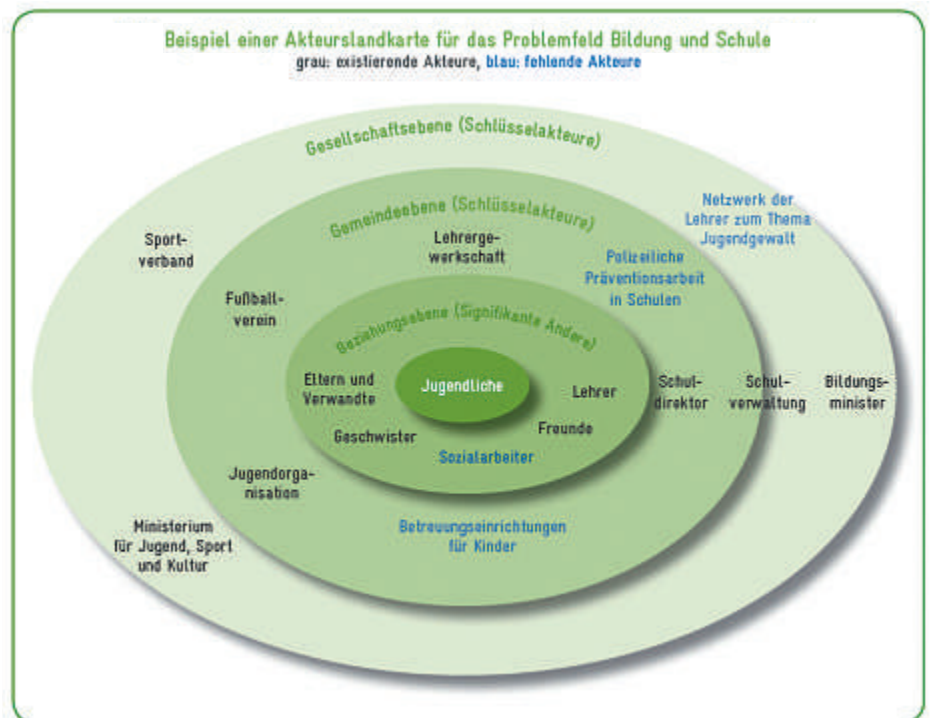 Beispiel einer Akteurslandkarte für das Problemfeld Bildung und Schule
grau: existierende Akteure, blau: fehlende Akteure
Gesellschaftsebene (Schlüsselakteure)
Netzwerk der
Lehrer zum Thema
Jugendgewalt
Gemeindeebene (Schlüsselakteure)
Sport-
verband
Lehrerge-
werkschaft
Polizeiliche
Präventionsarbeit
in Schulen
Fußball-
verein
Beziehungsebene (Signifikante Andere)
Eltern und
Verwandte
Jugendliche
Lehrer
Schul-
direktor
Schul-
verwaltung
Bildungs-
minister
Geschwister
Freunde
Sozialarbeiter
Jugendorga-
nisation
Ministerium
für Jugend, Sport
und Kultur
Betreuungseinrichtungen
für Kinder